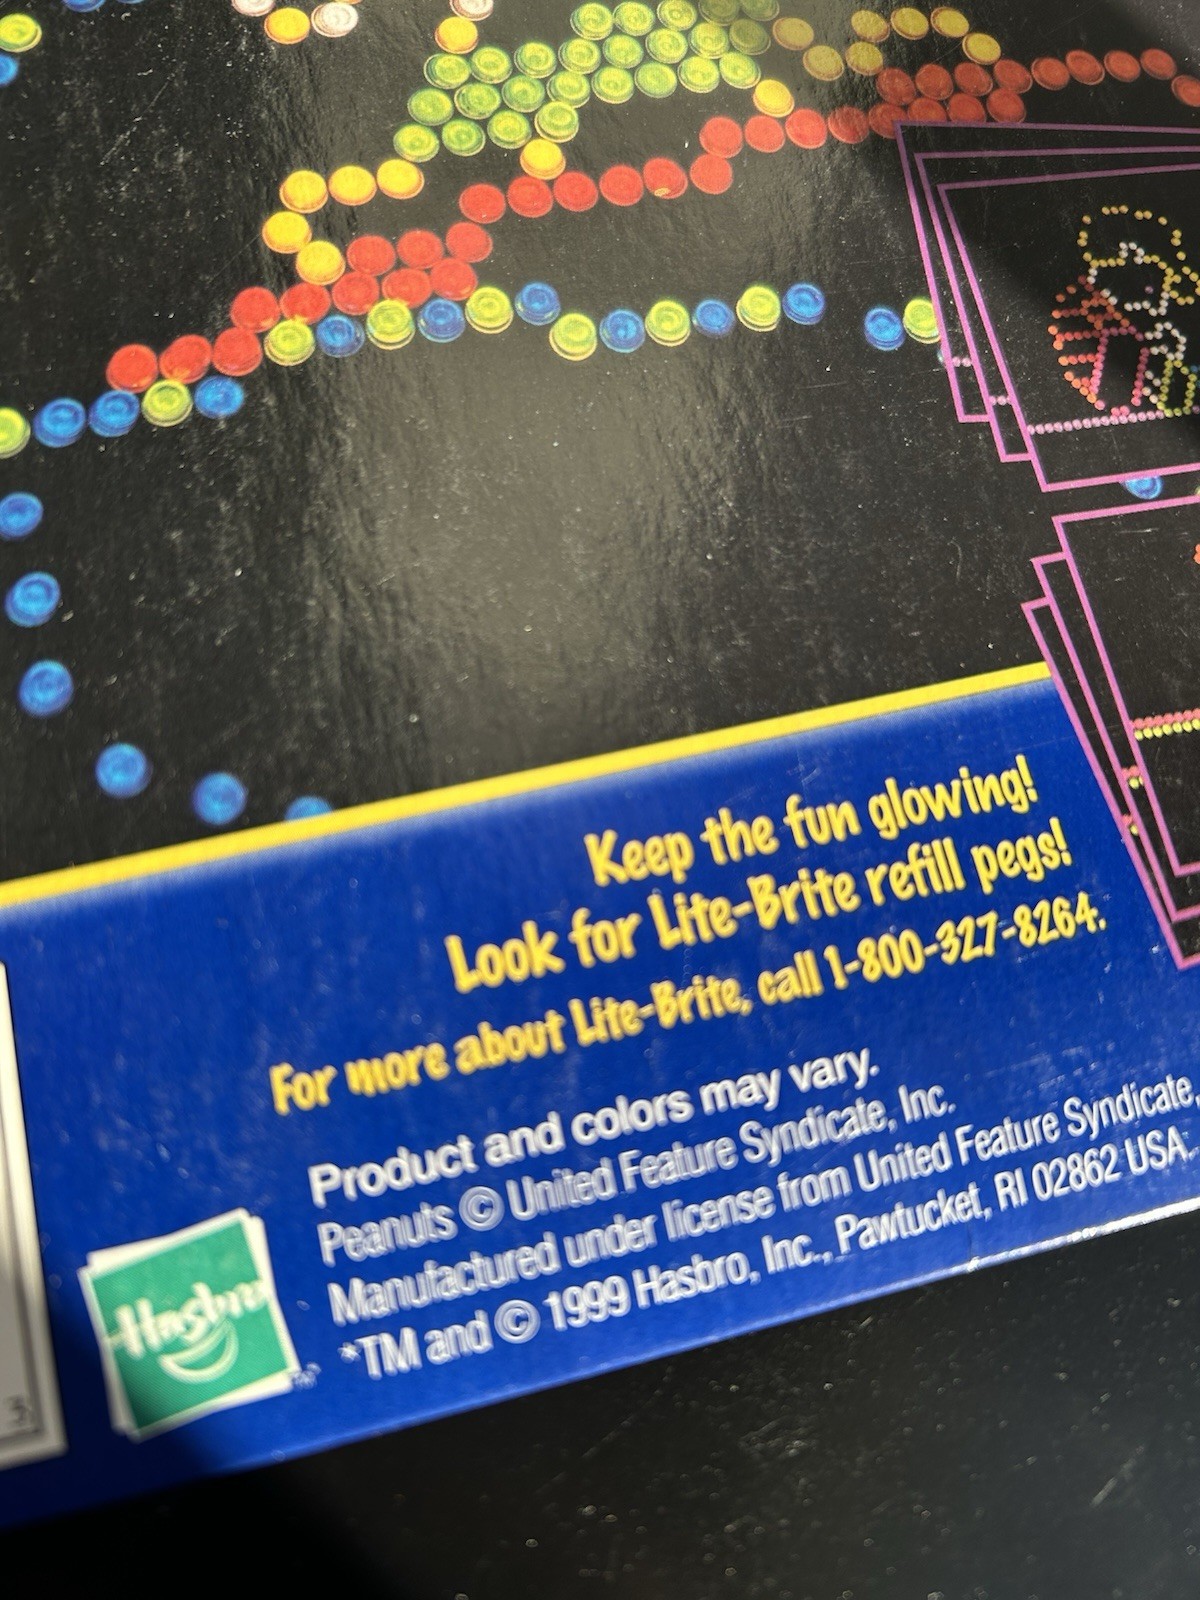 Keep the fun glowing!
Look for Lite-Brite refill pegs!
For more about Lite-Brite, call 1-800-327-8264.
Product and colors may vary.
Peanuts © United Feature Syndicate, Inc.
Manufactured under license from United Feature Syndicate,
*TM and © 1999 Hasbro, Inc., Pawtucket, RI 02862 USA.
Hasbro
TM